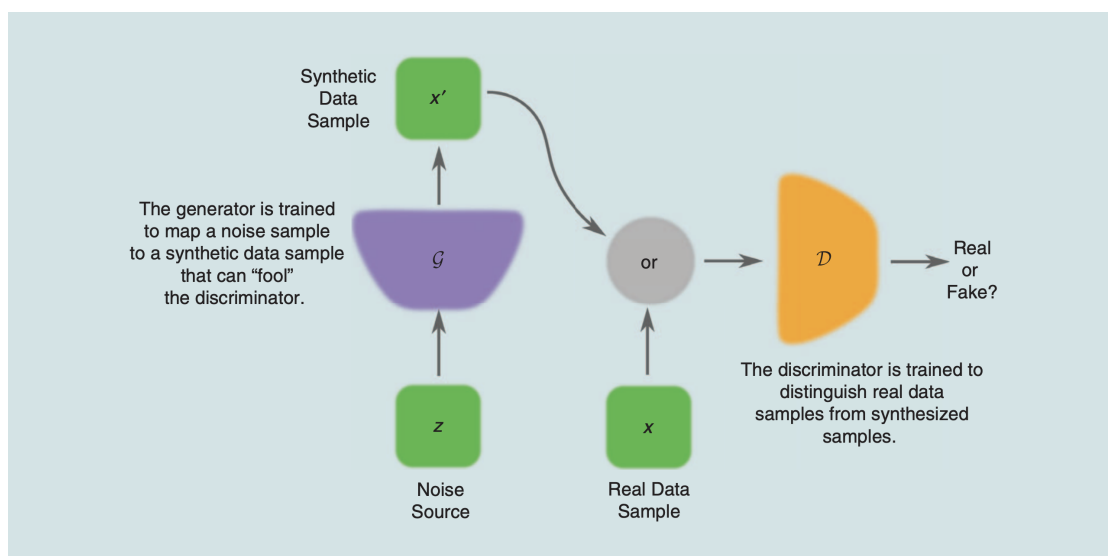 Synthetic
Data
Sample
x′
The generator is trained
to map a noise sample
to a synthetic data sample
that can “fool”
the discriminator.
𝒢
or
𝒟
Real
or
Fake?
The discriminator is trained to
distinguish real data
samples from synthesized
samples.
z
x
Noise
Source
Real Data
Sample